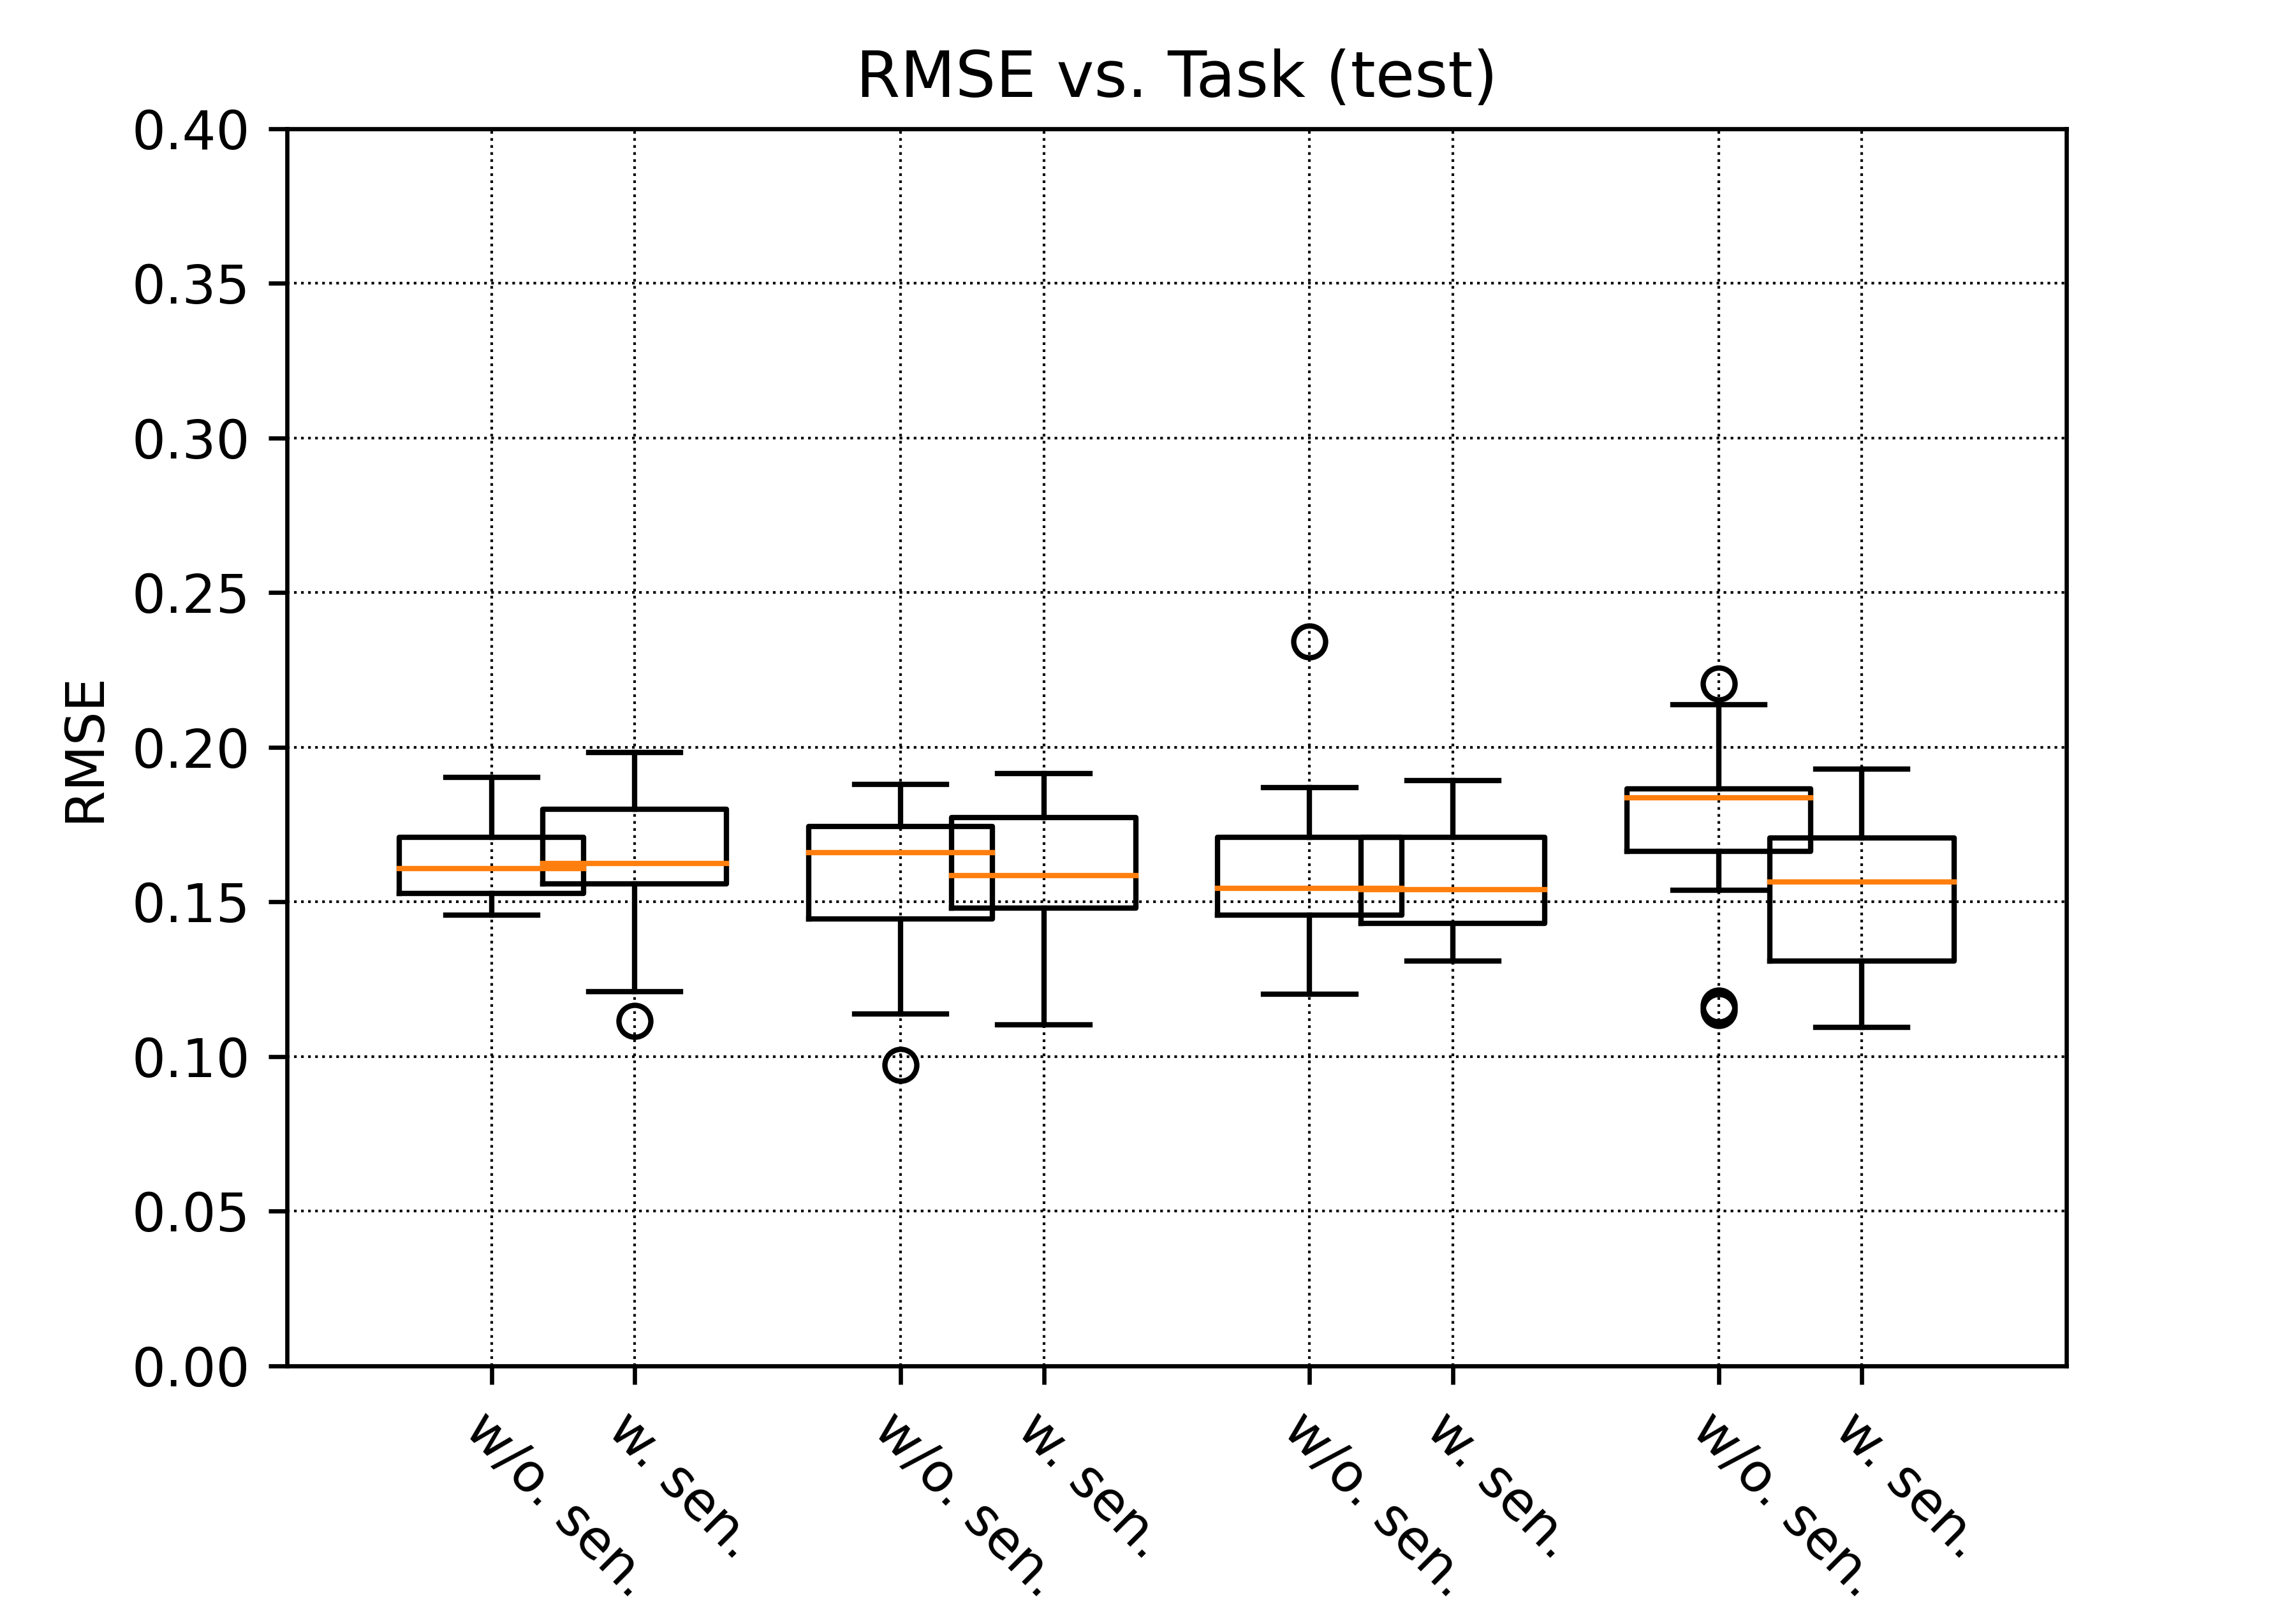 RMSE vs. Task (test)
0.40
0.35
0.30
0.25
0.20
0.15
0.10
0.05
0.00
RMSE
w/o. sen.
w. sen.
w/o. sen.
w. sen.
w/o. sen.
w. sen.
w/o. sen.
w. sen.